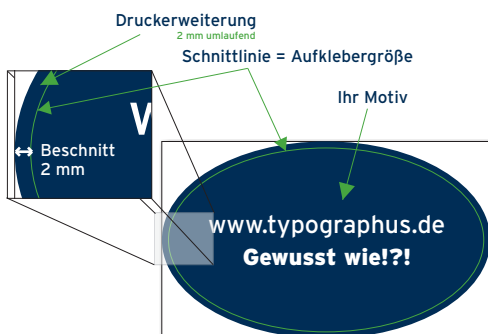 Druckerweiterung
2 mm umlaufend
Schnittlinie = Aufklebergröße
Ihr Motiv
W
Beschnitt
2 mm
www.typographus.de
Gewusst wie!?!